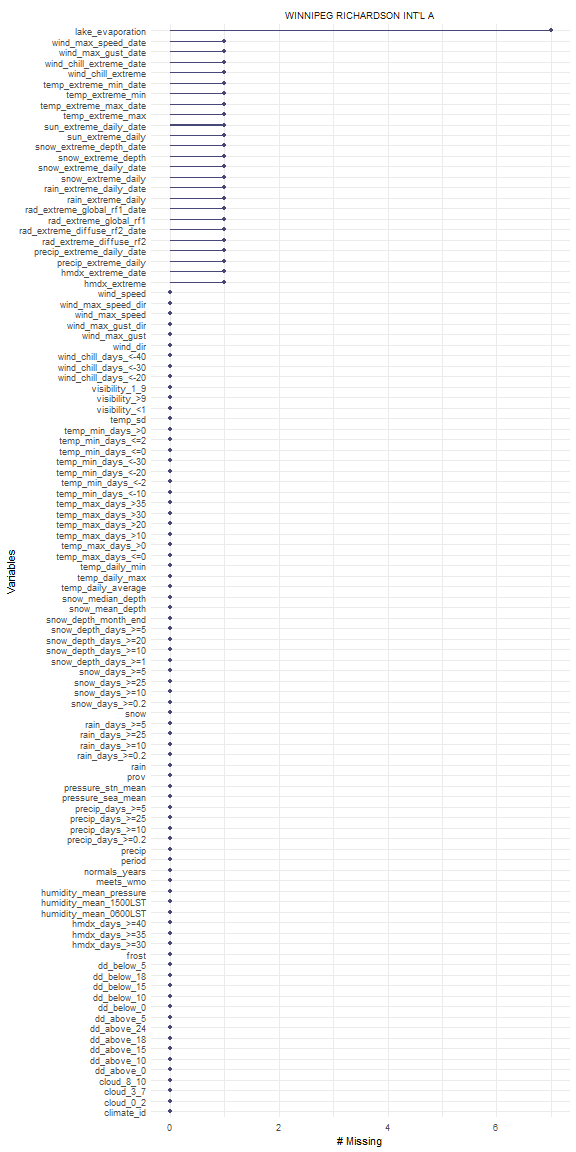 WINNIPEG RICHARDSON INT'L A
lake_evaporation
wind_max_speed_date
wind_max_gust_date
wind_chill_extreme_date
wind_chill_extreme
temp_extreme_min_date
temp_extreme_min
temp_extreme_max_date
temp_extreme_max
sun_extreme_daily_date
sun_extreme_daily
snow_extreme_depth_date
snow_extreme_depth
snow_extreme_daily_date
snow_extreme_daily
rain_extreme_daily_date
rain_extreme_daily
rad_extreme_global_rf1_date
rad_extreme_global_rf1
rad_extreme_diffuse_rf2_date
rad_extreme_diffuse_rf2
precip_extreme_daily_date
precip_extreme_daily
hmdx_extreme_date
hmdx_extreme
wind_speed
wind_max_speed_dir
wind_max_speed
wind_max_gust_dir
wind_max_gust
wind_dir
wind_chill_days_<-40
wind_chill_days_<-30
wind_chill_days_<-20
visibility_1_9
visibility_>9
visibility_<1
temp_sd
temp_min_days_>0
temp_min_days_<=2
temp_min_days_<=0
temp_min_days_<-30
temp_min_days_<-20
temp_min_days_<-2
temp_min_days_<-10
temp_max_days_>35
temp_max_days_>30
temp_max_days_>20
temp_max_days_>10
temp_max_days_>0
temp_max_days_<=0
temp_daily_min
temp_daily_max
temp_daily_average
snow_median_depth
snow_mean_depth
snow_depth_month_end
snow_depth_days_>=5
snow_depth_days_>=20
snow_depth_days_>=10
snow_depth_days_>=1
snow_days_>=5
snow_days_>=25
snow_days_>=10
snow_days_>=0.2
snow
rain_days_>=5
rain_days_>=25
rain_days_>=10
rain_days_>=0.2
rain
prov
pressure_stn_mean
pressure_sea_mean
precip_days_>=5
precip_days_>=25
precip_days_>=10
precip_days_>=0.2
precip
period
normals_years
meets_wmo
humidity_mean_pressure
humidity_mean_1500LST
humidity_mean_0600LST
hmdx_days_>=40
hmdx_days_>=35
hmdx_days_>=30
frost
dd_below_5
dd_below_18
dd_below_15
dd_below_10
dd_below_0
dd_above_5
dd_above_24
dd_above_18
dd_above_15
dd_above_10
dd_above_0
cloud_8_10
cloud_3_7
cloud_0_2
climate_id
Variables
0 2 4 6
# Missing